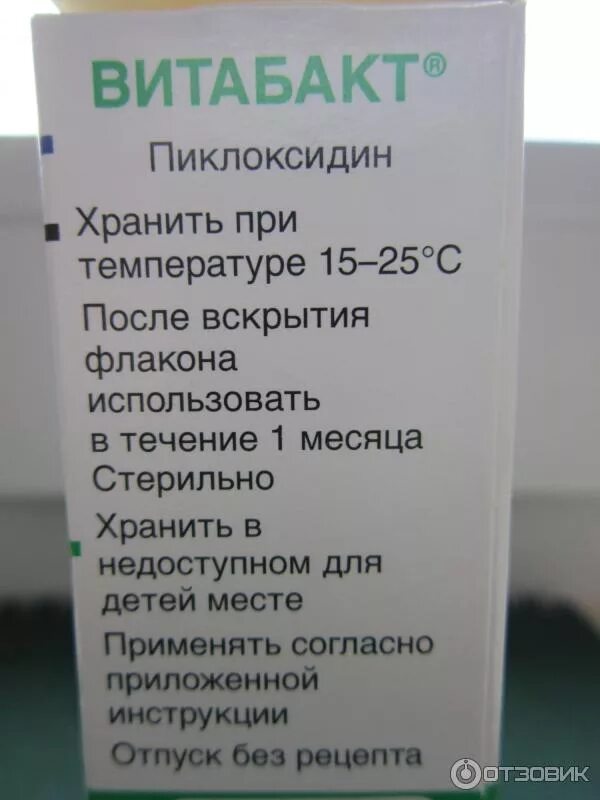 ВИТАБАКТ®
Пиклоксидин
Хранить при
температуре 15–25°С
После вскрытия
флакона
использовать
в течение 1 месяца
Стерильно
Хранить в
недоступном для
детей месте
Применять согласно
приложенной
инструкции
Отпуск без рецепта
ОТЗОВИК